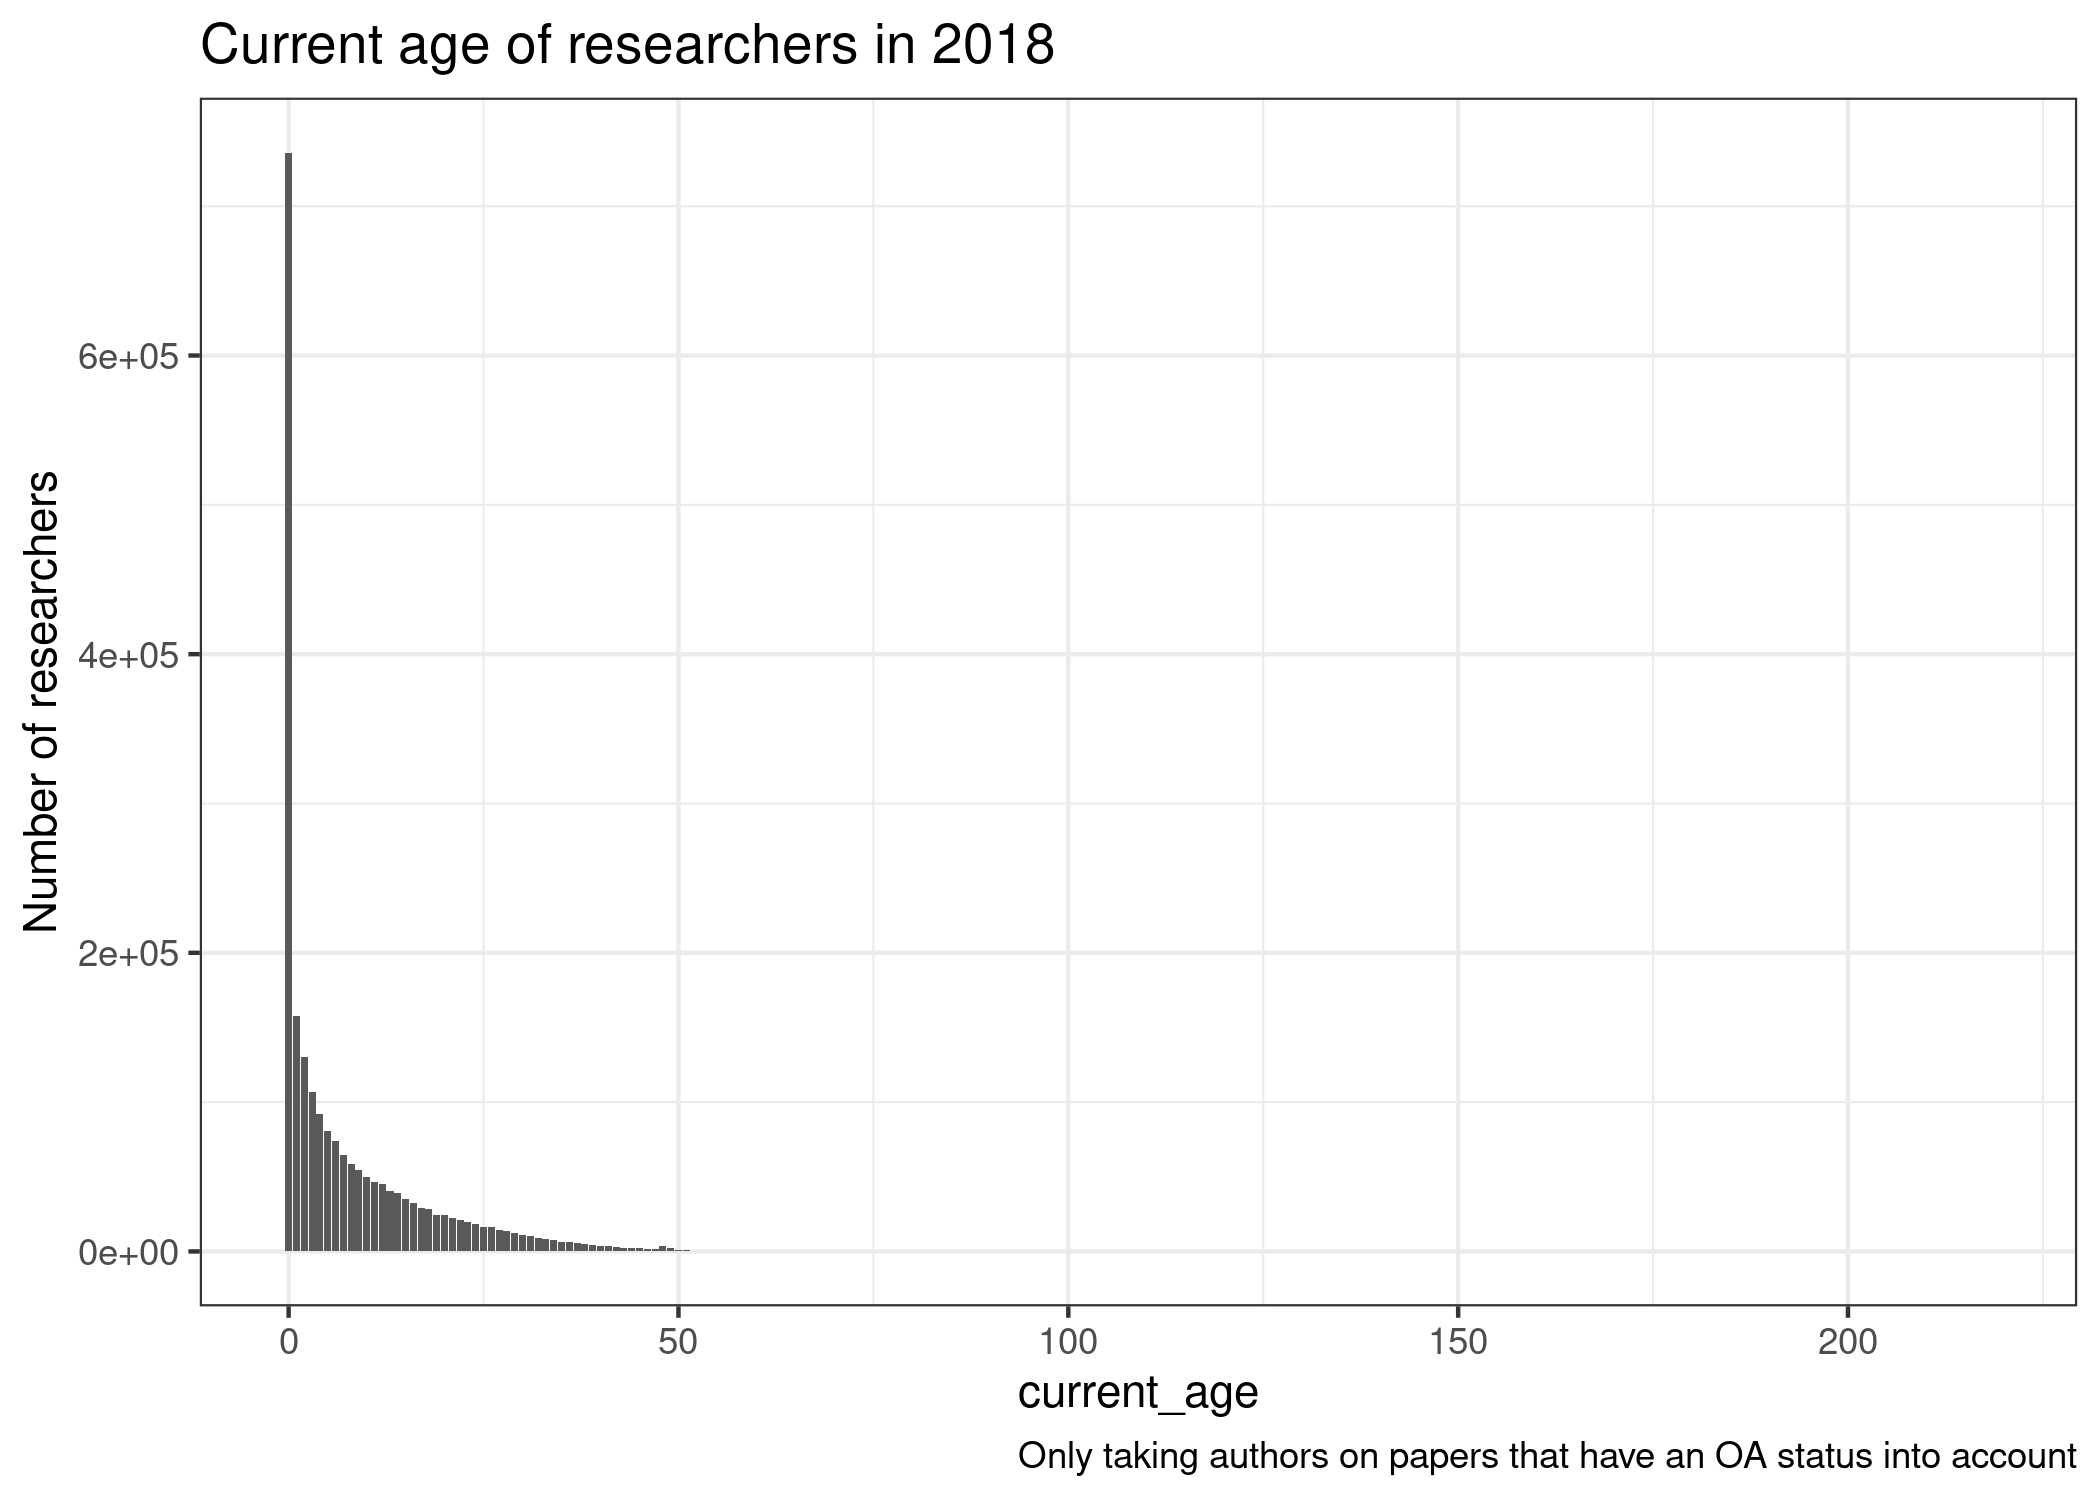 Current age of researchers in 2018
Number of researchers
6e+05
4e+05
2e+05
0e+00
0
50
100
150
200
current_age
Only taking authors on papers that have an OA status into account